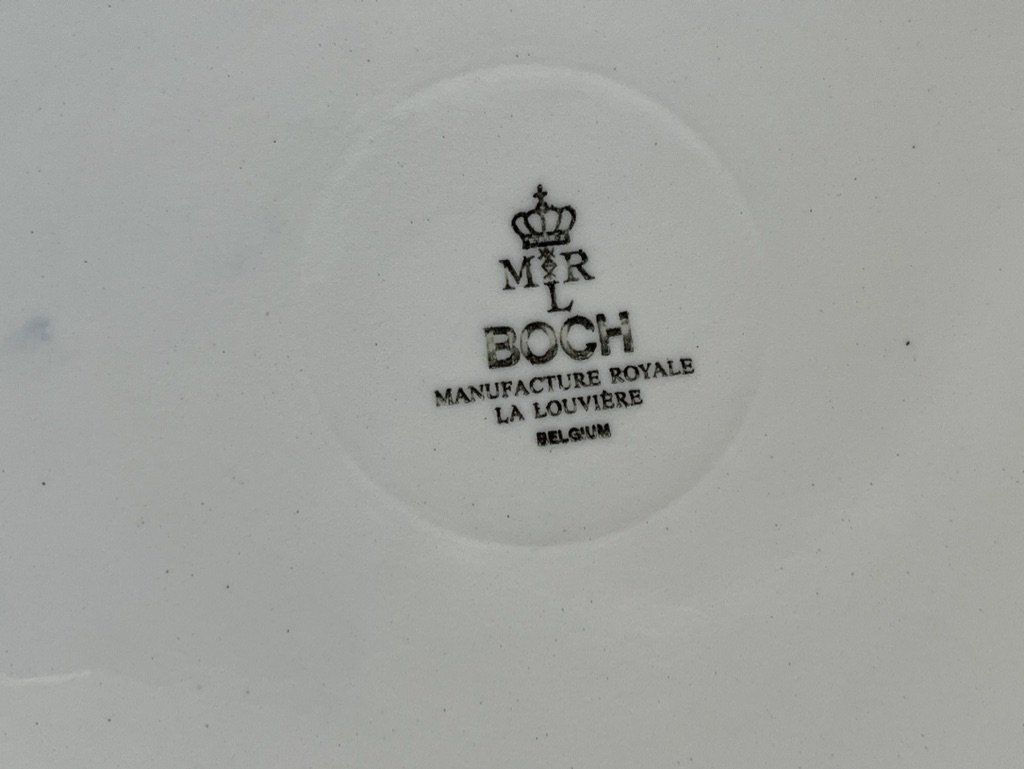 M R
L
BOCH
MANUFACTURE ROYALE
LA LOUVIÈRE
BELGIUM